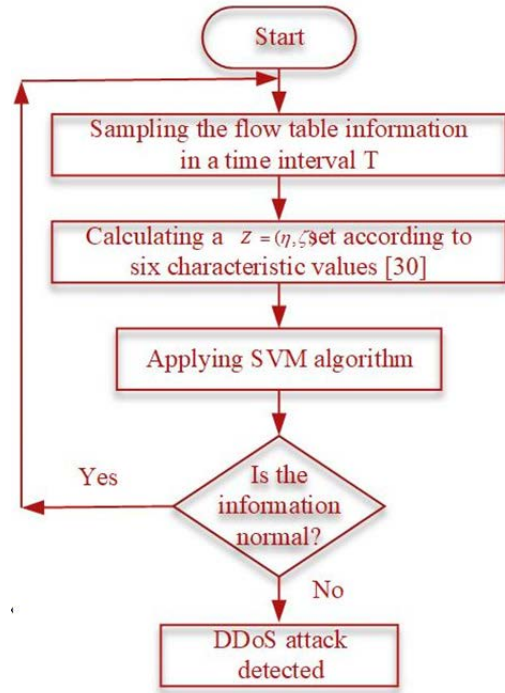 Start
Sampling the flow table information
in a time interval T
Calculating a Z = (η, ζ) set according to
six characteristic values [30]
Applying SVM algorithm
Is the
information
normal?
Yes
No
DDoS attack
detected